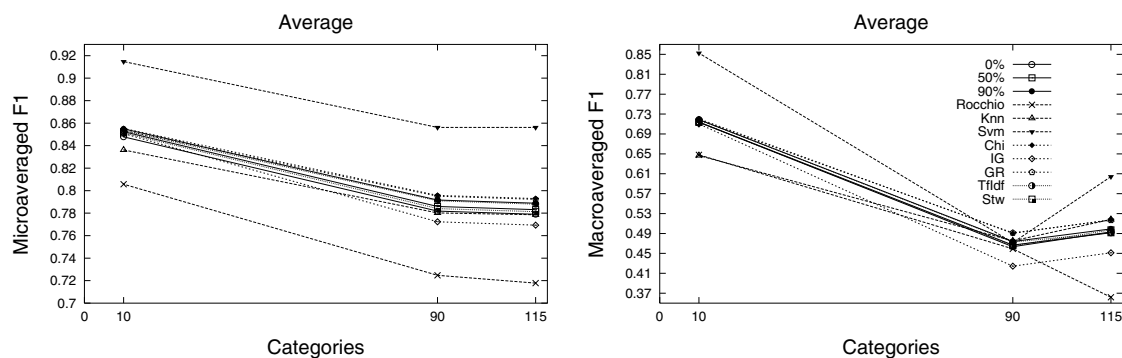 Average
Microaveraged F1
0.92
0.9
0.88
0.86
0.84
0.82
0.8
0.78
0.76
0.74
0.72
0.7
0 10 90 115
Categories
Average
Macroaveraged F1
0.85
0.81
0.77
0.73
0.69
0.65
0.61
0.57
0.53
0.49
0.45
0.41
0.37
0%
50%
90%
Rocchio
Knn
Svm
Chi
IG
GR
TfIdf
Stw
0 10 90 115
Categories